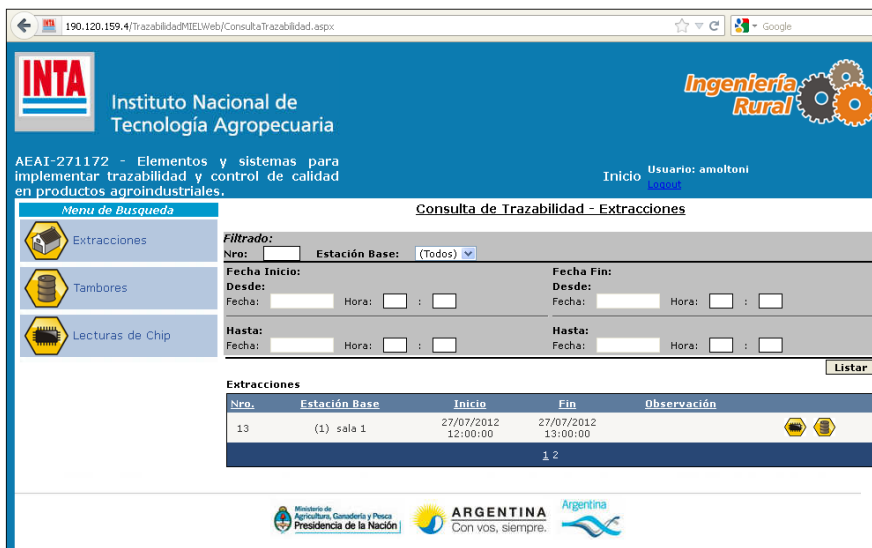 190.120.159.4/TrazabilidadMIELWeb/ConsultaTrazabilidad.aspx
Google
INTA
Instituto Nacional de
Tecnología Agropecuaria
Ingeniería
Rural
AEAI-271172 - Elementos y sistemas para
implementar trazabilidad y control de calidad
en productos agroindustriales.
Inicio
Usuario: amoltoni
Logout
Menu de Busqueda
Extracciones
Tambores
Lecturas de Chip
Consulta de Trazabilidad - Extracciones
Filtrado:
Nro: Estación Base: (Todos)
Fecha Inicio: Fecha Fin:
Desde: Desde:
Fecha: Hora: : Fecha: Hora: :
Hasta: Hasta:
Fecha: Hora: : Fecha: Hora: :
Listar
Extracciones
Nro. Estación Base Inicio Fin Observación
13 (1) sala 1 27/07/2012 12:00:00 27/07/2012 13:00:00
1 2
Ministerio de
Agricultura, Ganadería y Pesca
Presidencia de la Nación
ARGENTINA
Con vos, siempre.
Argentina